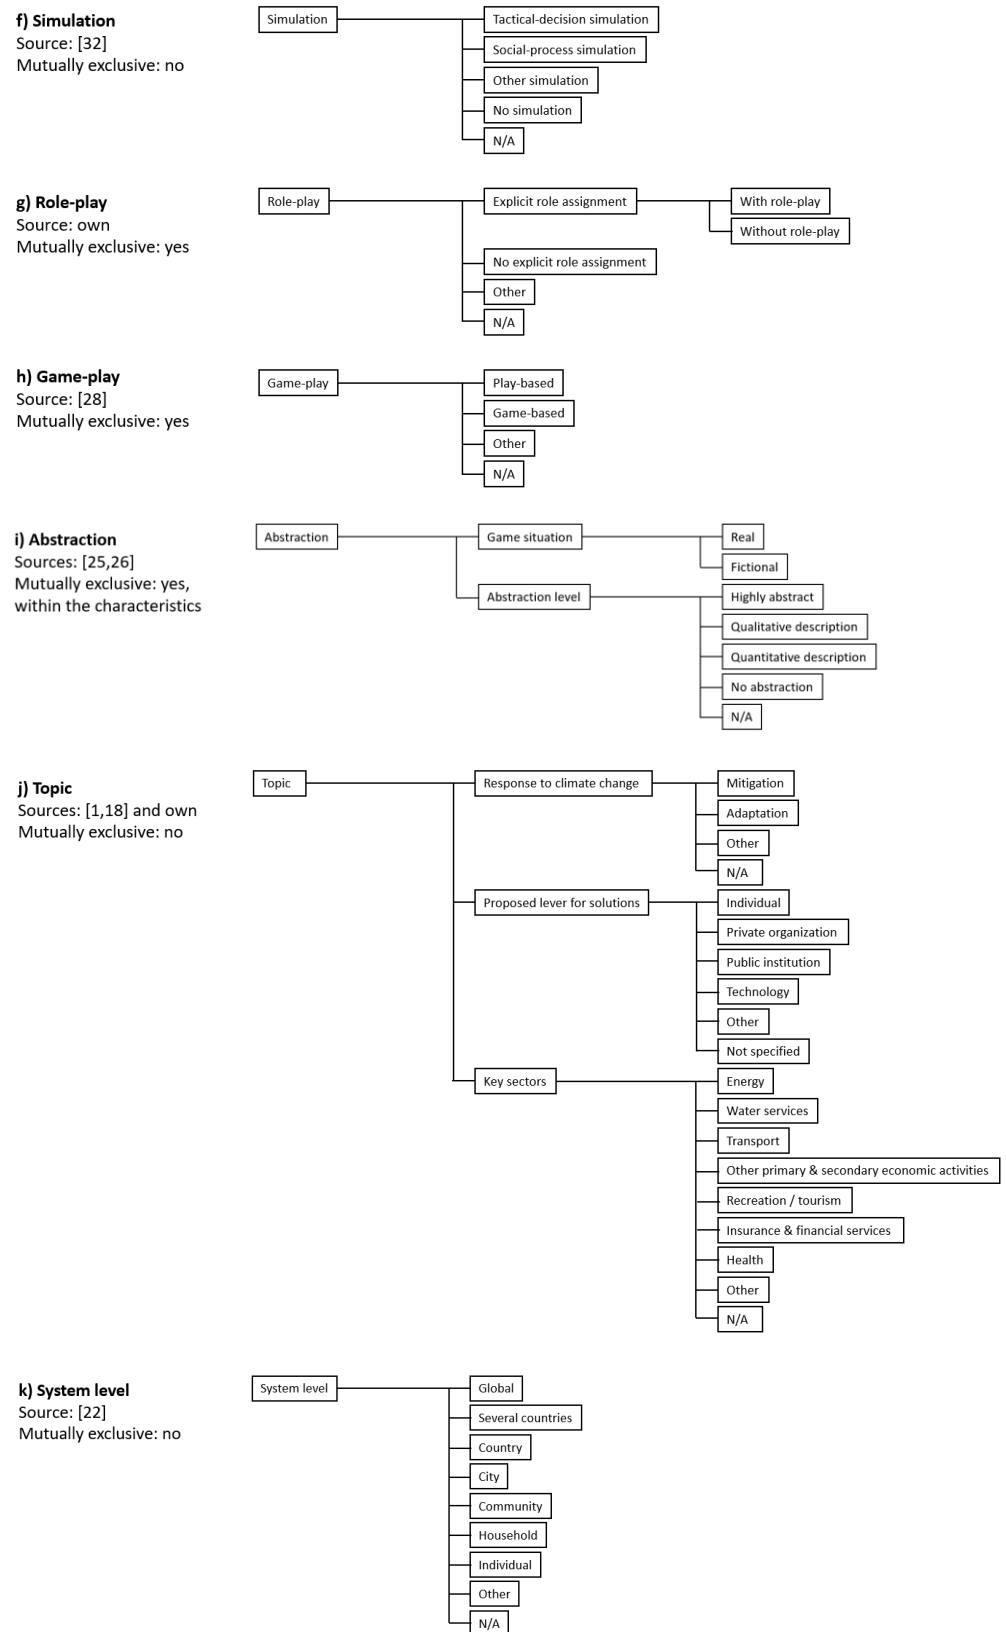 f) Simulation
Source: [32]
Mutually exclusive: no
Simulation
Tactical-decision simulation
Social-process simulation
Other simulation
No simulation
N/A
g) Role-play
Source: own
Mutually exclusive: yes
Role-play
Explicit role assignment
With role-play
Without role-play
No explicit role assignment
Other
N/A
h) Game-play
Source: [28]
Mutually exclusive: yes
Game-play
Play-based
Game-based
Other
N/A
i) Abstraction
Sources: [25,26]
Mutually exclusive: yes,
within the characteristics
Abstraction
Game situation
Real
Fictional
Abstraction level
Highly abstract
Qualitative description
Quantitative description
No abstraction
N/A
j) Topic
Sources: [1,18] and own
Mutually exclusive: no
Topic
Response to climate change
Mitigation
Adaptation
Other
N/A
Proposed lever for solutions
Individual
Private organization
Public institution
Technology
Other
Not specified
Key sectors
Energy
Water services
Transport
Other primary & secondary economic activities
Recreation / tourism
Insurance & financial services
Health
Other
N/A
k) System level
Source: [22]
Mutually exclusive: no
System level
Global
Several countries
Country
City
Community
Household
Individual
Other
N/A